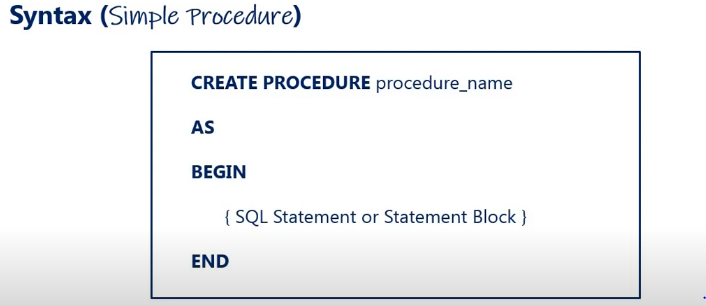 Syntax (Simple Procedure)
CREATE PROCEDURE procedure_name
AS
BEGIN
{ SQL Statement or Statement Block }
END